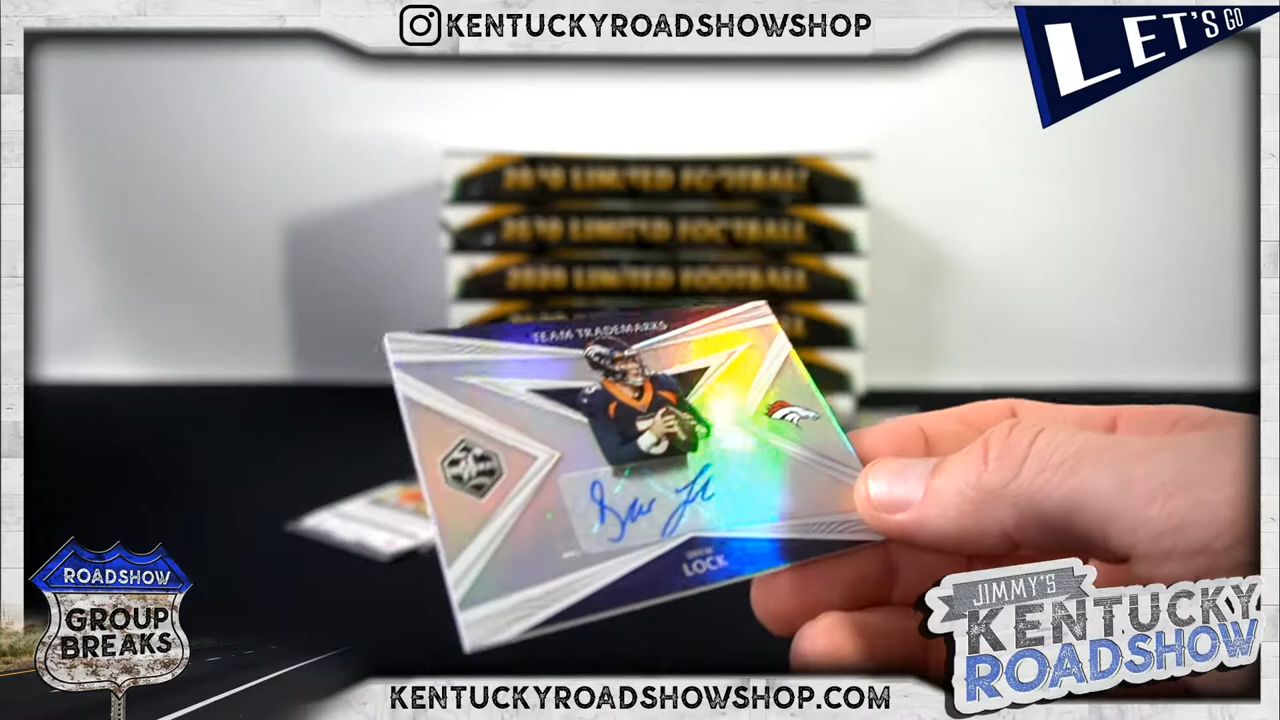 KENTUCKYROADSHOWSHOP
LET'S GO
2020 LIMITED FOOTBALL
2020 LIMITED FOOTBALL
2020 LIMITED FOOTBALL
TEAM TRADEMARKS
DREW
LOCK
ROADSHOW
GROUP
BREAKS
JIMMY'S
KENTUCKY
ROADSHOW
KENTUCKYROADSHOWSHOP.COM